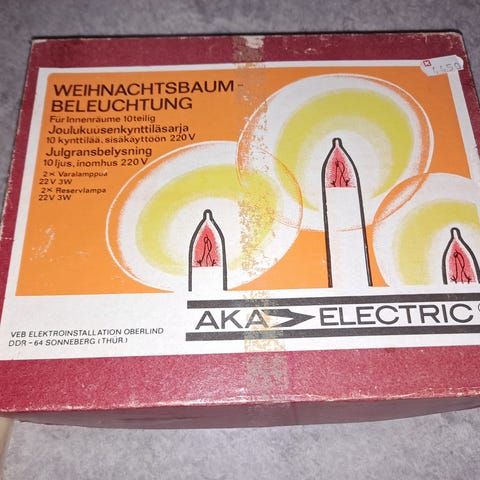 WEIHNACHTSBAUM-
BELEUCHTUNG
Für Innenräume 10teilig
Joulukuusenkynttiläsarja
10 kynttilää, sisäkäyttöön 220 V
Julgransbelysning
10 ljus, inomhus 220 V
2× Varalamppua
22 V 3W
2× Reservlampa
22 V 3W
AKA ELECTRIC
VEB ELEKTROINSTALLATION OBERLIND
DDR-64 SONNEBERG (THÜR.)